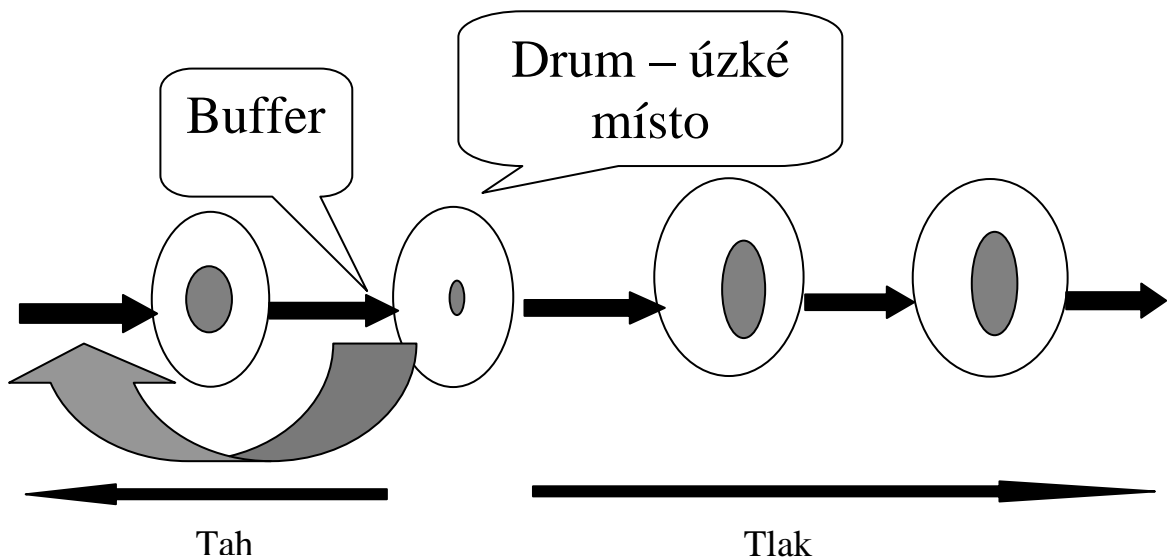 Buffer
Drum – úzké
místo
Tah
Tlak